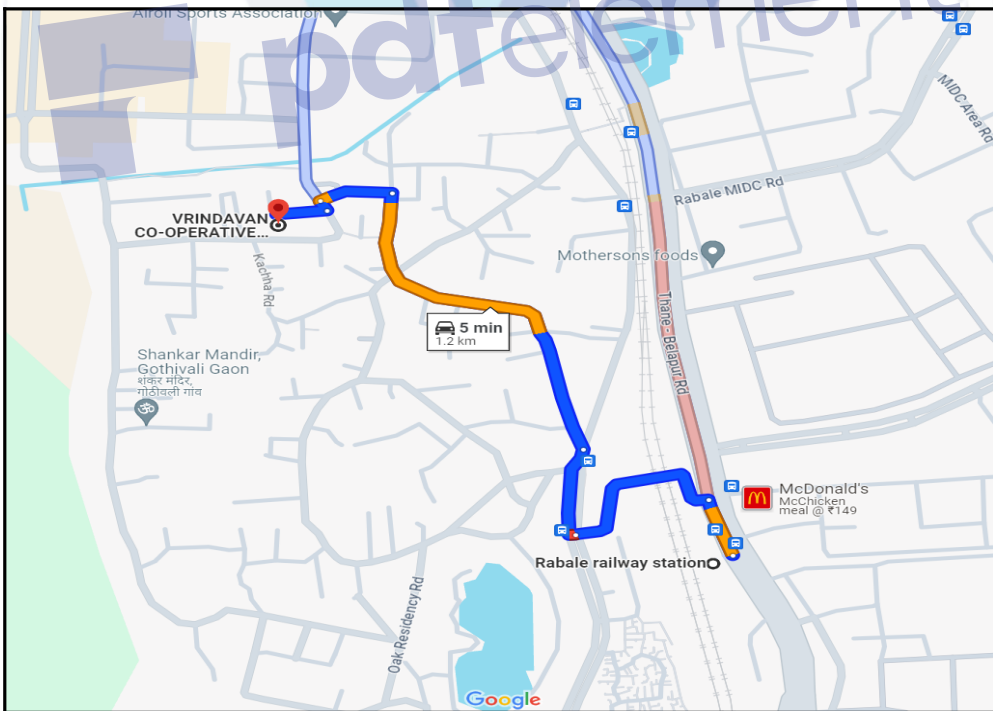 Airoli Sports Association
pdfelement
MIDC Area Rd
Rabale MIDC Rd
VRINDAVAN
CO-OPERATIVE...
Kachha Rd
Mothersons foods
Thane - Belapur Rd
5 min
1.2 km
Shankar Mandir,
Gothivali Gaon
शंकर मंदिर,
गोठीवली गांव
ॐ
McDonald's
McChicken
meal @ ₹149
Rabale railway station
Oak Residency Rd
Google